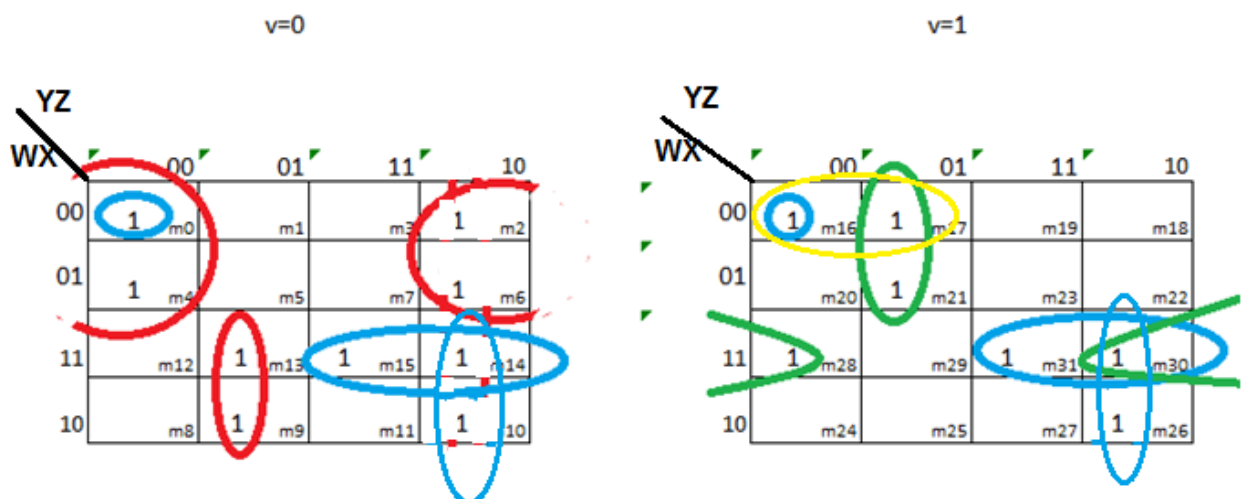 v=0 v=1
YZ YZ
WX 00 01 11 10 WX 00 01 11 10
00 1 m0 m1 m3 1 m2 00 1 m16 1 m17 m19 m18
01 1 m4 m5 m7 1 m6 01 m20 1 m21 m23 m22
11 m12 1 m13 1 m15 1 m14 11 1 m28 m29 1 m31 1 m30
10 m8 1 m9 m11 1 10 10 m24 m25 m27 1 m26